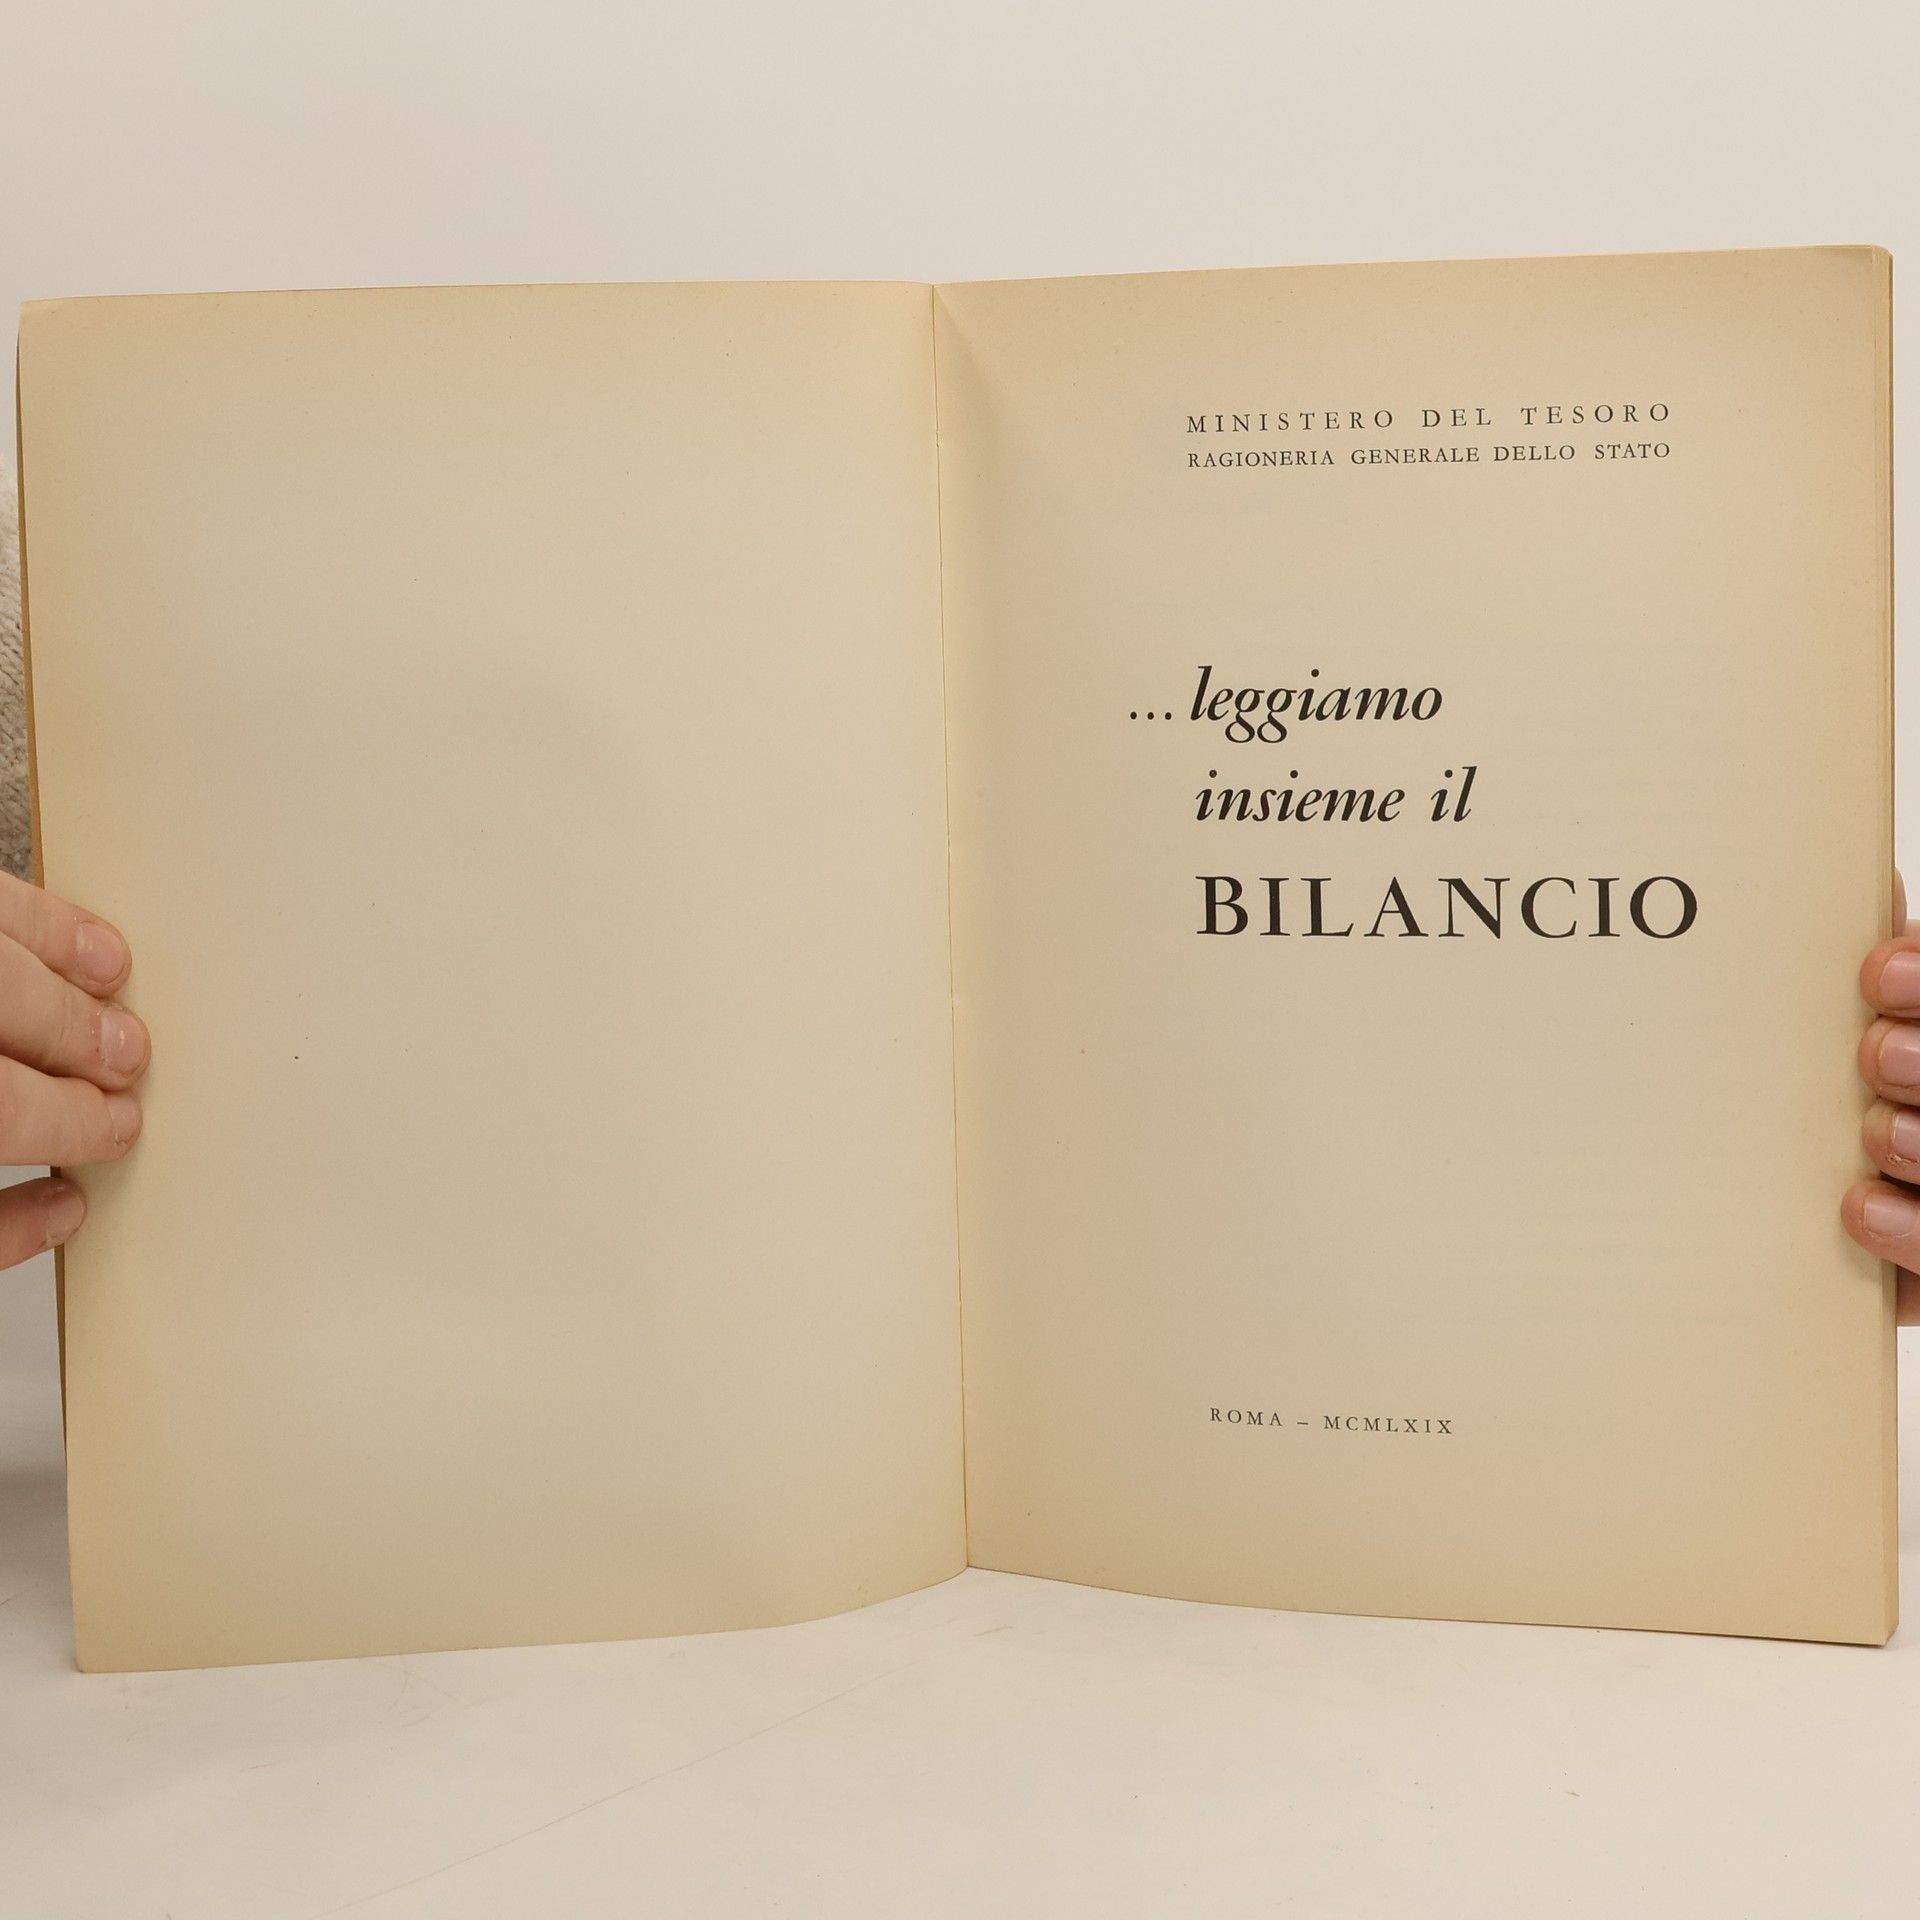 MINISTERO DEL TESORO
RAGIONERIA GENERALE DELLO STATO
... leggiamo
insieme il
BILANCIO
ROMA – MCMLXIX